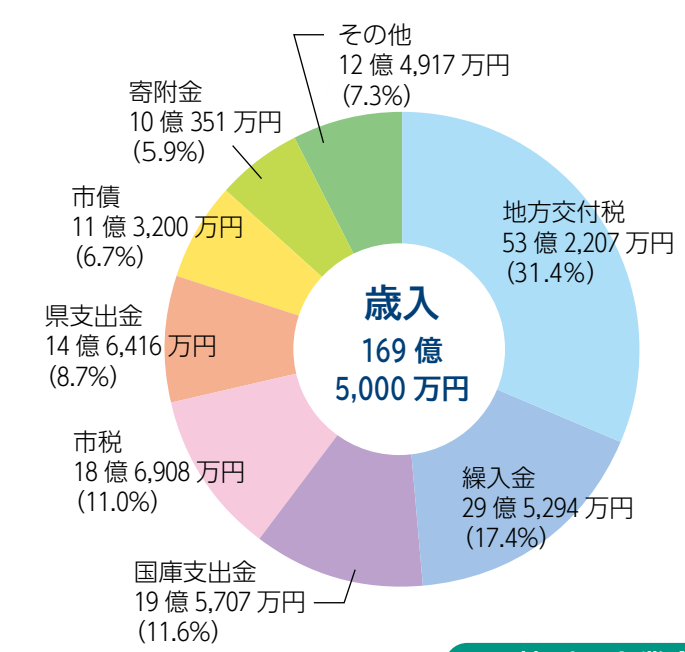 その他
12 億 4,917 万円
(7.3%)
寄附金
10 億 351 万円
(5.9%)
市債
11 億 3,200 万円
(6.7%)
地方交付税
53 億 2,207 万円
(31.4%)
歳入
169 億
5,000 万円
県支出金
14 億 6,416 万円
(8.7%)
市税
18 億 6,908 万円
(11.0%)
繰入金
29 億 5,294 万円
(17.4%)
国庫支出金
19 億 5,707 万円
(11.6%)